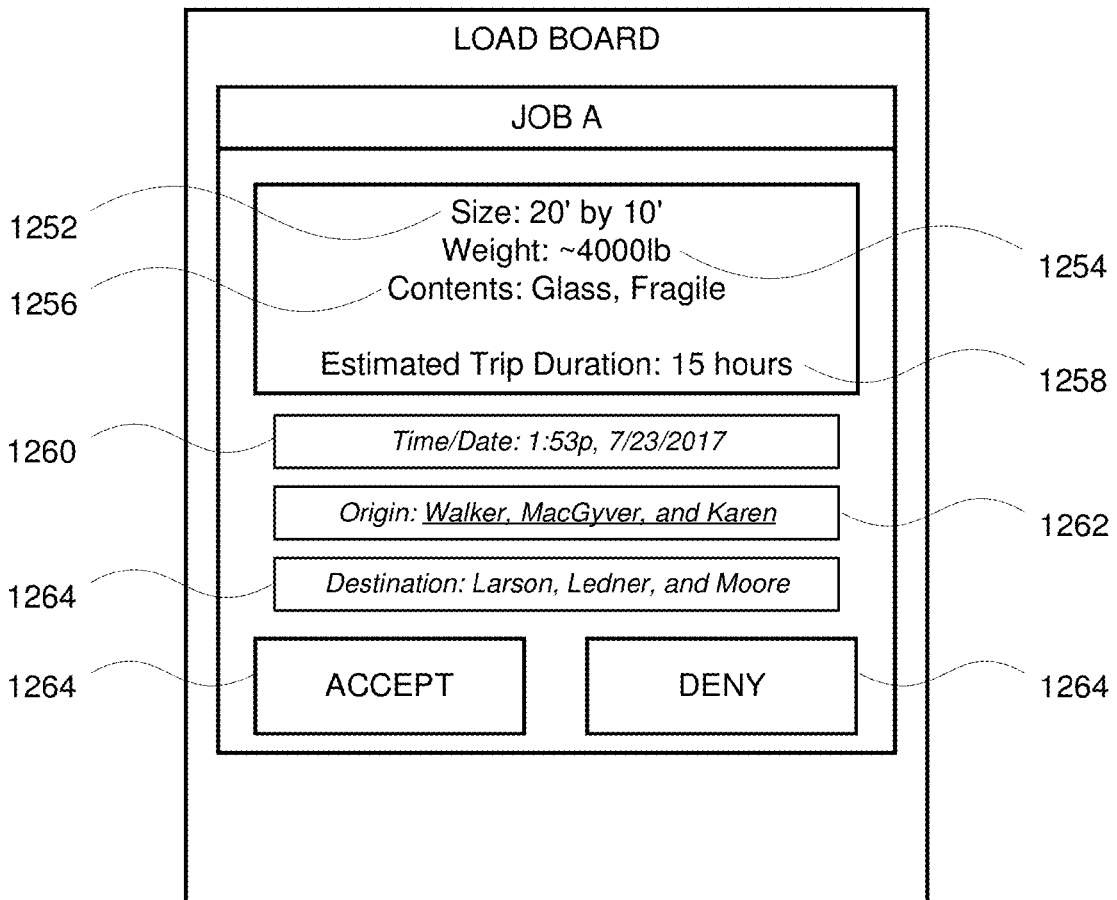 LOAD BOARD
JOB A
1252
Size: 20' by 10'
Weight: ~4000lb
1254
1256
Contents: Glass, Fragile
Estimated Trip Duration: 15 hours
1258
1260
Time/Date: 1:53p, 7/23/2017
Origin: Walker, MacGyver, and Karen
1262
1264
Destination: Larson, Ledner, and Moore
1264
ACCEPT
DENY
1264